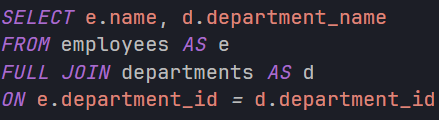 SELECT e.name, d.department_name
FROM employees AS e
FULL JOIN departments AS d
ON e.department_id = d.department_id